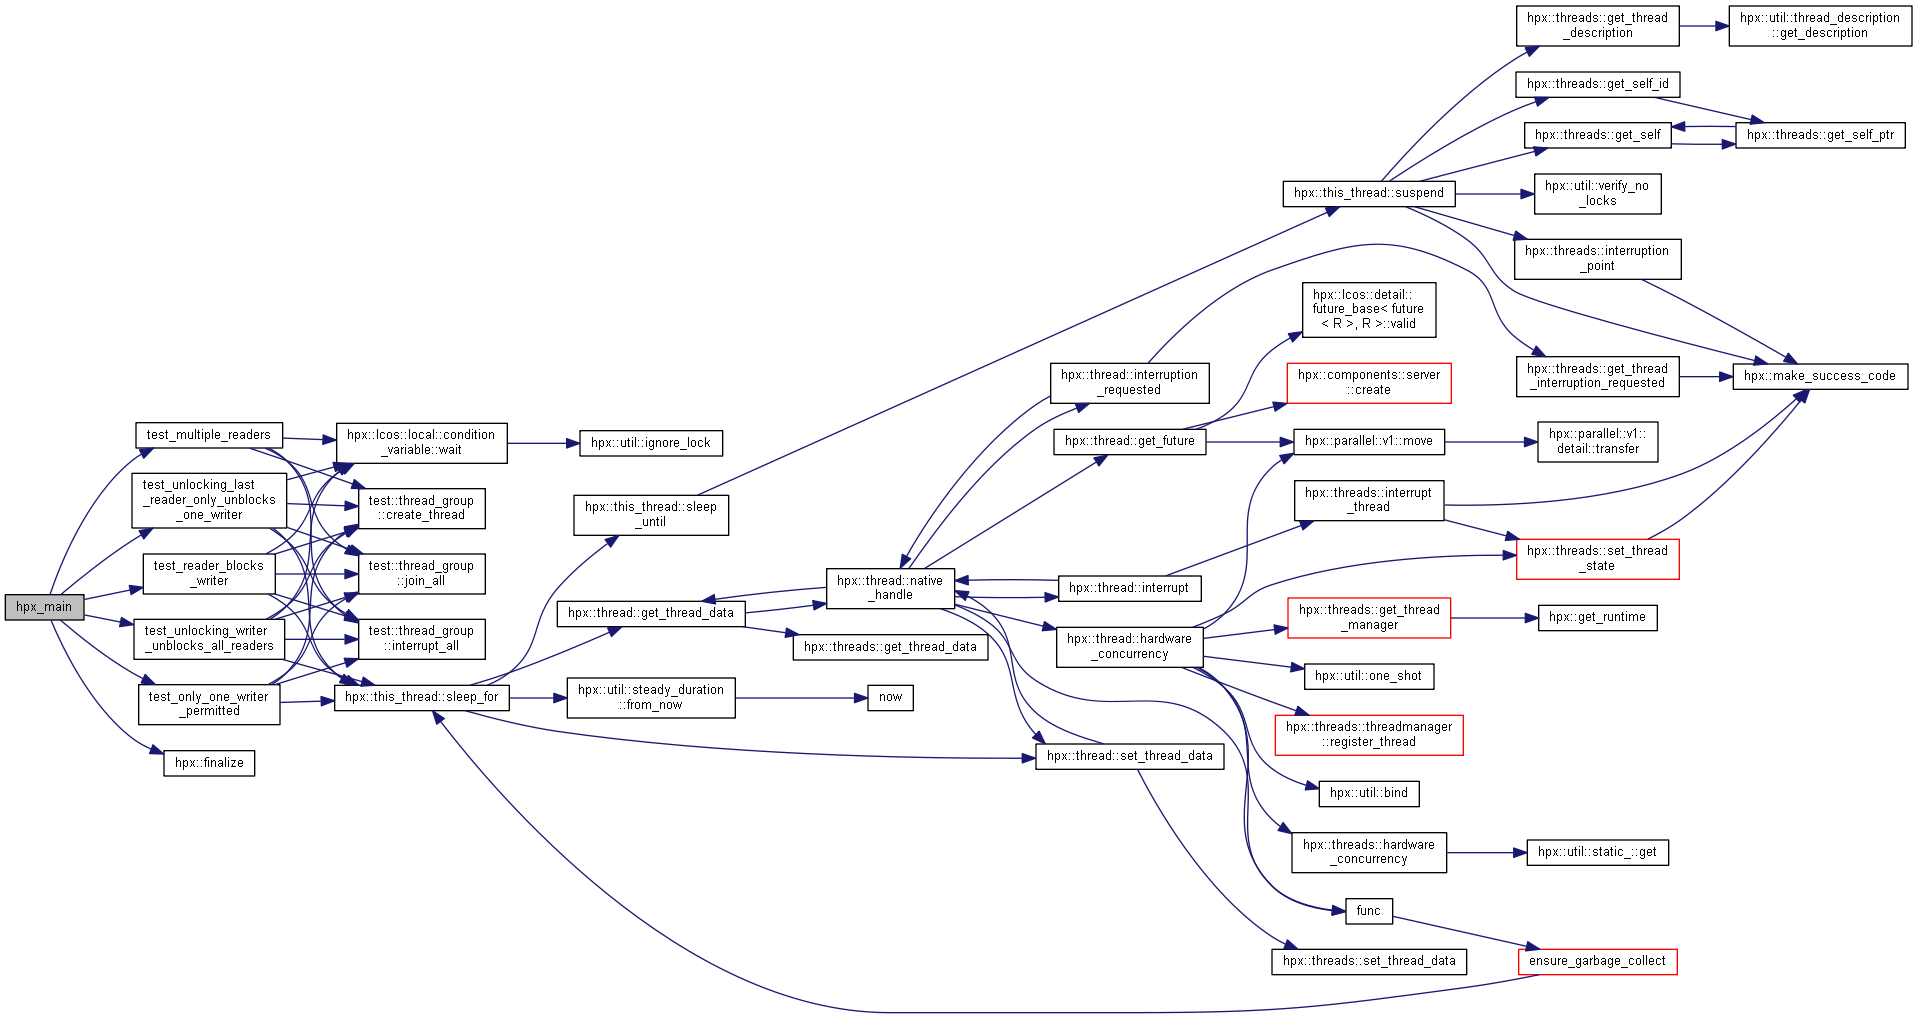 hpx_main
test_multiple_readers
test_unlocking_last
_reader_only_unblocks
_one_writer
test_reader_blocks
_writer
test_unlocking_writer
_unblocks_all_readers
test_only_one_writer
_permitted
hpx::finalize
hpx::lcos::local::condition
_variable::wait
test::thread_group
::create_thread
test::thread_group
::join_all
test::thread_group
::interrupt_all
hpx::this_thread::sleep_for
hpx::util::ignore_lock
hpx::this_thread::sleep
_until
hpx::thread::get_thread_data
hpx::util::steady_duration
::from_now
hpx::thread::native
_handle
hpx::threads::get_thread_data
now
hpx::thread::interruption
_requested
hpx::thread::get_future
hpx::thread::interrupt
hpx::thread::hardware
_concurrency
hpx::thread::set_thread_data
hpx::this_thread::suspend
hpx::lcos::detail::
future_base< future
< R >, R >::valid
hpx::components::server
::create
hpx::parallel::v1::move
hpx::threads::interrupt
_thread
hpx::threads::get_thread
_manager
hpx::util::one_shot
hpx::threads::threadmanager
::register_thread
hpx::util::bind
hpx::threads::hardware
_concurrency
func
hpx::threads::set_thread_data
hpx::threads::get_thread
_description
hpx::threads::get_self_id
hpx::threads::get_self
hpx::util::verify_no
_locks
hpx::threads::interruption
_point
hpx::threads::get_thread
_interruption_requested
hpx::parallel::v1::
detail::transfer
hpx::threads::set_thread
_state
hpx::get_runtime
hpx::util::static_::get
ensure_garbage_collect
hpx::util::thread_description
::get_description
hpx::threads::get_self_ptr
hpx::make_success_code